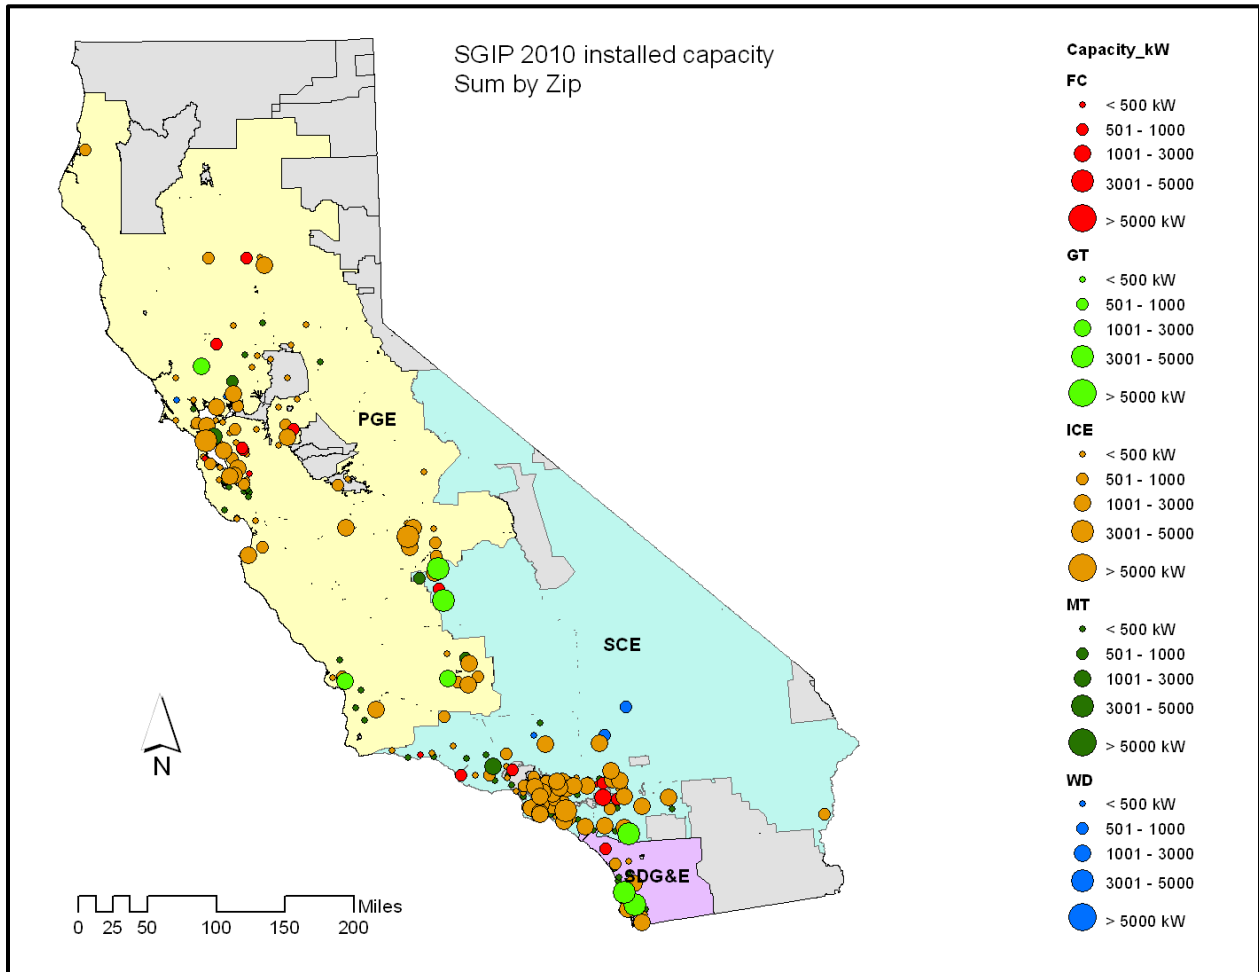 SGIP 2010 installed capacity
Sum by Zip
PGE
SCE
SDG&E
N
Miles
0 25 50 100 150 200
Capacity_kW
FC
< 500 kW
501 - 1000
1001 - 3000
3001 - 5000
> 5000 kW
GT
< 500 kW
501 - 1000
1001 - 3000
3001 - 5000
> 5000 kW
ICE
< 500 kW
501 - 1000
1001 - 3000
3001 - 5000
> 5000 kW
MT
< 500 kW
501 - 1000
1001 - 3000
3001 - 5000
> 5000 kW
WD
< 500 kW
501 - 1000
1001 - 3000
3001 - 5000
> 5000 kW